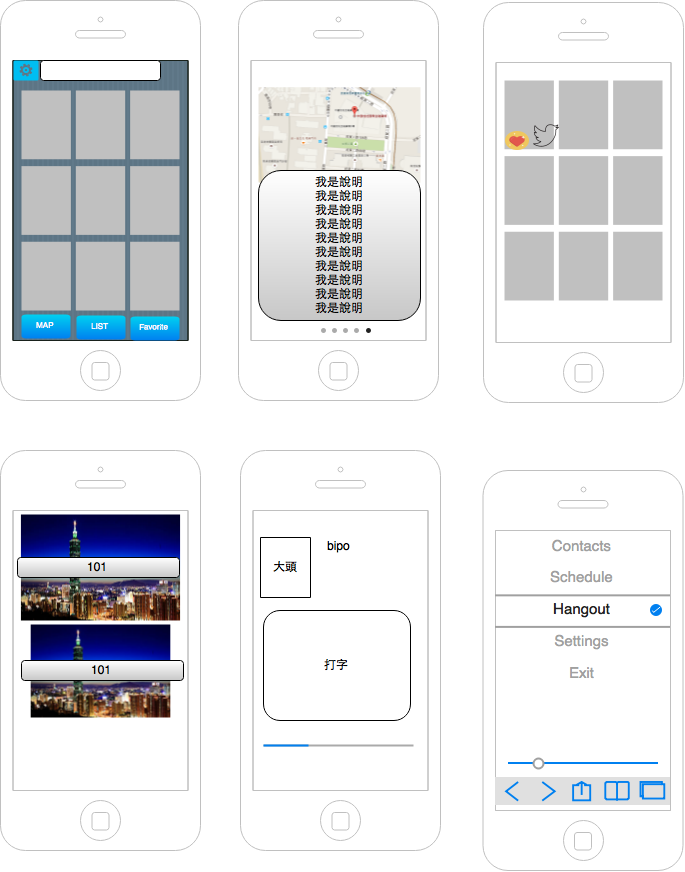 MAP
LIST
Favorite
我是說明
我是說明
我是說明
我是說明
我是說明
我是說明
我是說明
我是說明
我是說明
我是說明
101
101
bipo
大頭
打字
Contacts
Schedule
Hangout
Settings
Exit